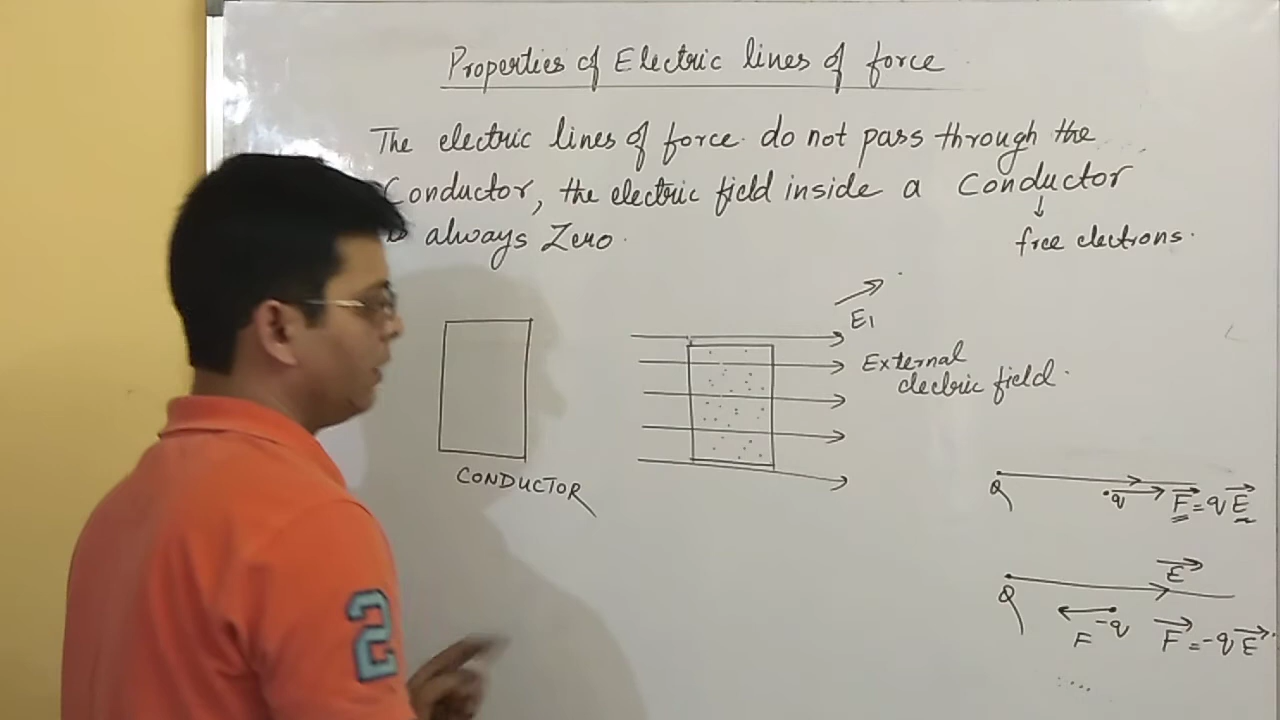 Properties of Electric lines of force
The electric lines of force do not pass through the
Conductor, the electric field inside a Conductor
is always Zero.
↓
free electrons.
CONDUCTOR
E1
External
electric field.
Q
q F = qE
E
Q
F -q F = -qE
2